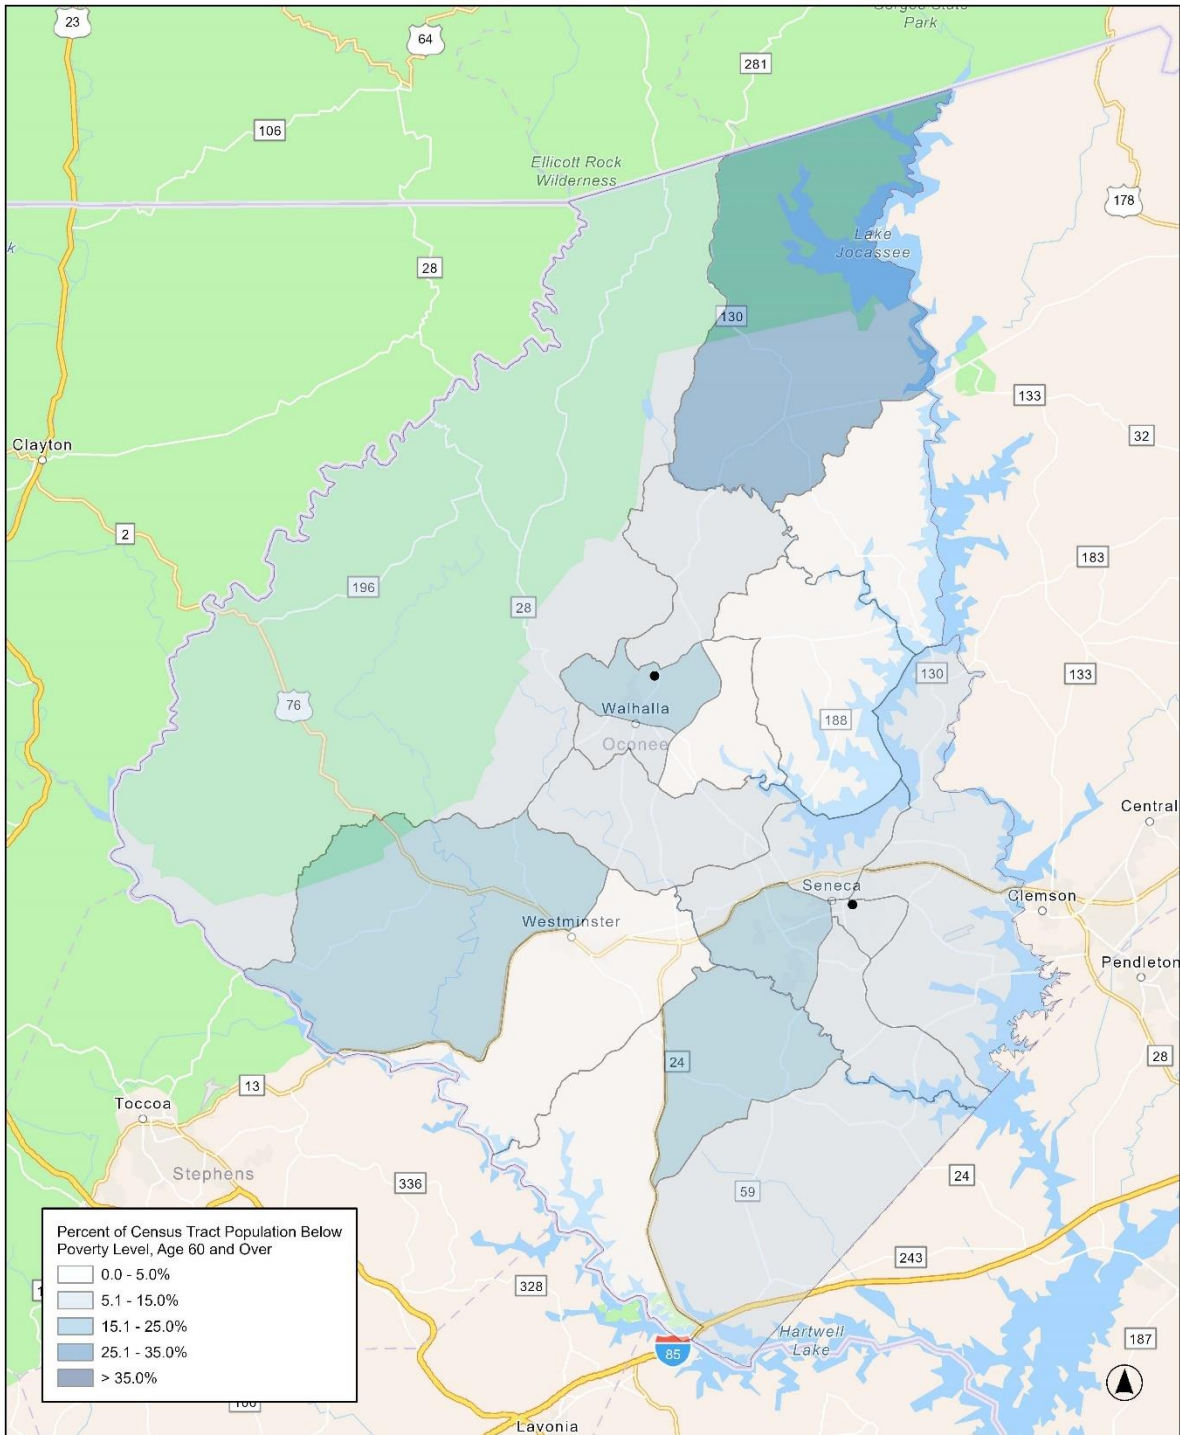 23
64
Park
281
106
Ellicott Rock
Wilderness
178
28
Lake
Jocassee
130
133
Clayton
32
2
183
196
28
130
133
76
Walhalla
188
Oconee
Central
Seneca
Clemson
Westminster
Pendleton
24
28
13
Toccoa
Stephens
24
336
59
243
328
Hartwell
Lake
187
85
Lavonia
Percent of Census Tract Population Below
Poverty Level, Age 60 and Over
0.0 - 5.0%
5.1 - 15.0%
15.1 - 25.0%
25.1 - 35.0%
> 35.0%